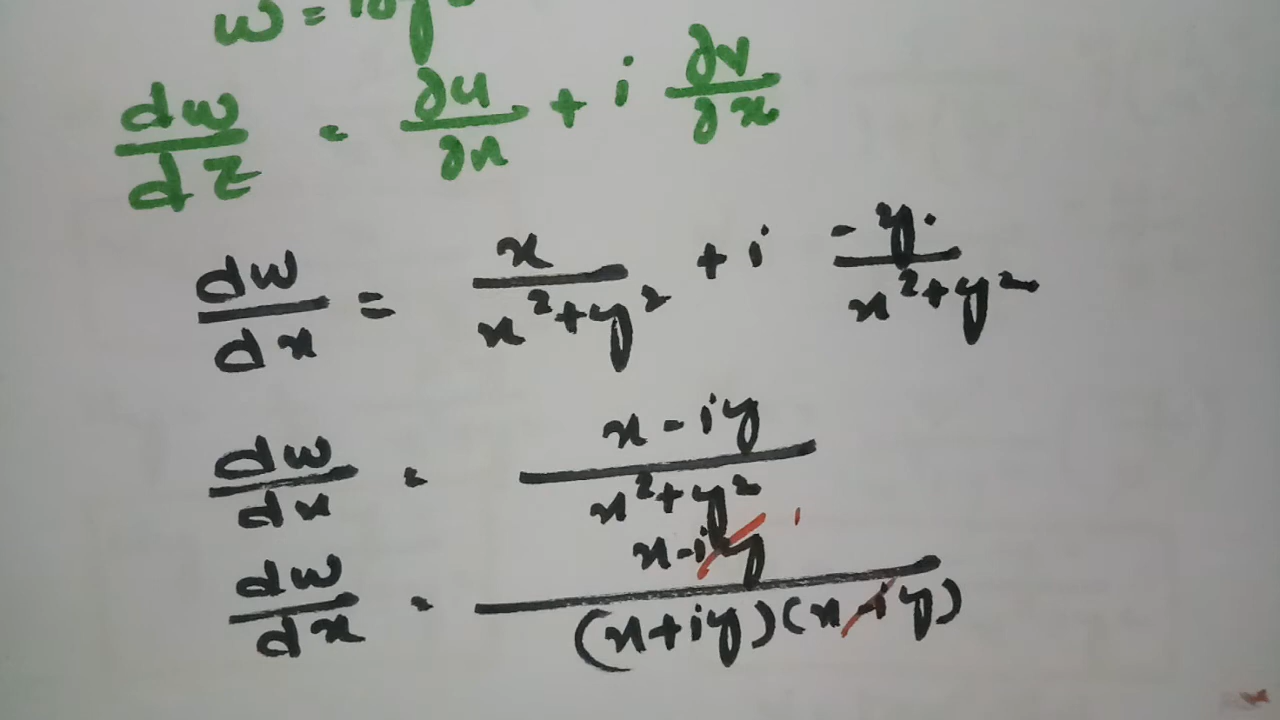 w =
dw/dz = ∂u/∂x + i ∂v/∂x
dw/dx = x/(x²+y²) + i -y/(x²+y²)
dw/dx = (x-iy)/(x²+y²)
dw/dx = (x-iy)/((x+iy)(x-iy))